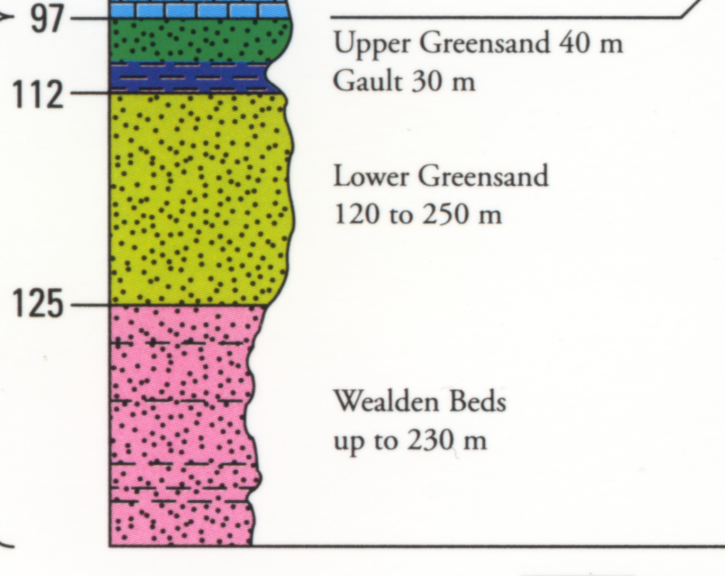 97
Upper Greensand 40 m
Gault 30 m
112
Lower Greensand
120 to 250 m
125
Wealden Beds
up to 230 m